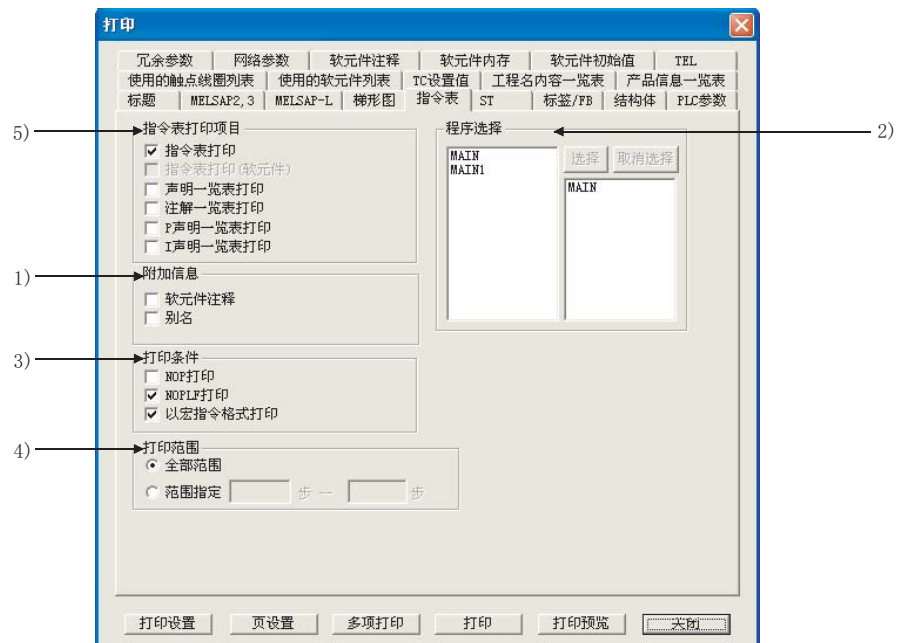 打印
冗余参数 网络参数 软元件注释 软元件内存 软元件初始值 TEL
使用的触点线圈列表 使用的软元件列表 TC设置值 工程名内容一览表 产品信息一览表
标题 MELSAP2,3 MELSAP-L 梯形图 指令表 ST 标签/FB 结构体 PLC参数
5) 指令表打印项目
指令表打印
指令表打印(软元件)
声明一览表打印
注解一览表打印
P声明一览表打印
I声明一览表打印
程序选择 2)
MAIN
MAIN1
选择 取消选择
MAIN
1) 附加信息
软元件注释
别名
3) 打印条件
NOP打印
NOPLF打印
以宏指令格式打印
4) 打印范围
全部范围
范围指定 步 -- 步
打印设置 页设置 多项打印 打印 打印预览 关闭